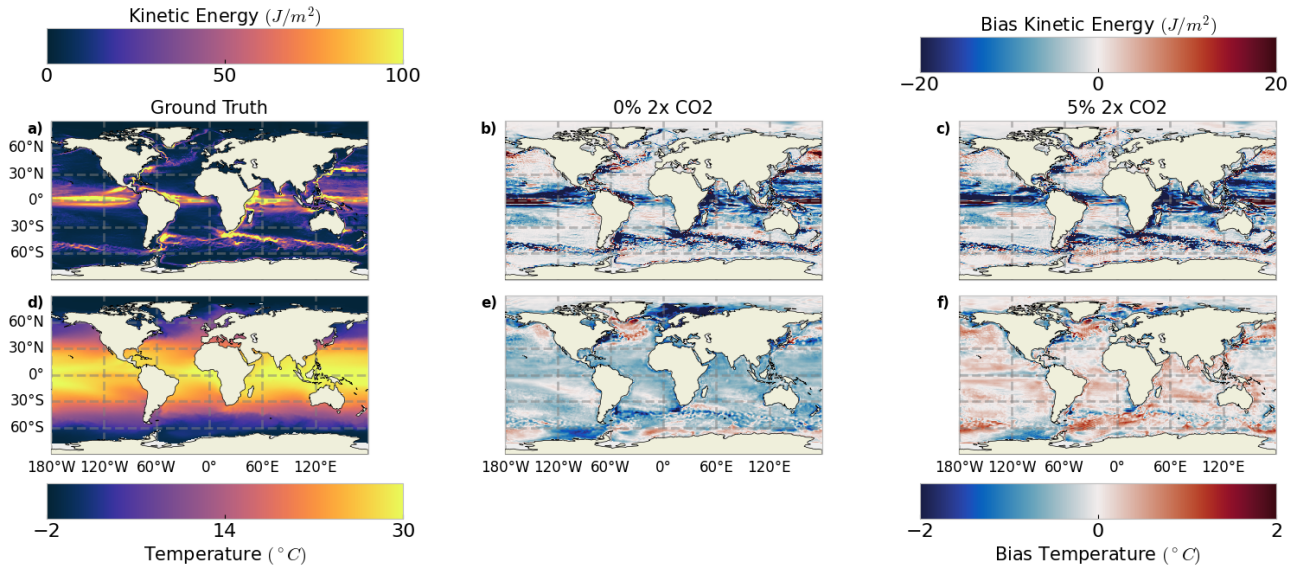 Kinetic Energy (J/m²)
0 50 100
Bias Kinetic Energy (J/m²)
−20 0 20
Ground Truth
0% 2x CO2
5% 2x CO2
a)
60°N
30°N
0°
30°S
60°S
b)
c)
d)
60°N
30°N
0°
30°S
60°S
180°W 120°W 60°W 0° 60°E 120°E
e)
180°W 120°W 60°W 0° 60°E 120°E
f)
180°W 120°W 60°W 0° 60°E 120°E
−2 14 30
Temperature (°C)
−2 0 2
Bias Temperature (°C)